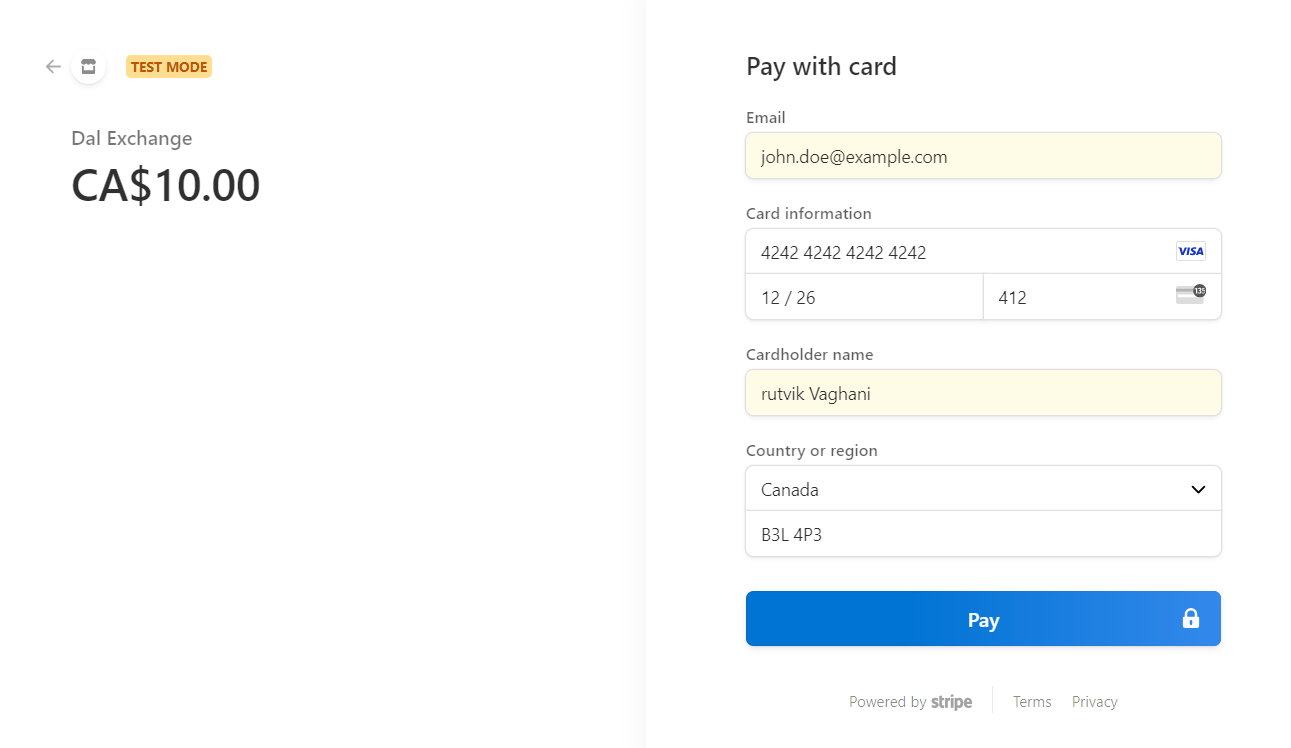 TEST MODE
Dal Exchange
CA$10.00
Pay with card
Email
john.doe@example.com
Card information
4242 4242 4242 4242
VISA
12 / 26
412
135
Cardholder name
rutvik Vaghani
Country or region
Canada
B3L 4P3
Pay
Powered by stripe
Terms
Privacy